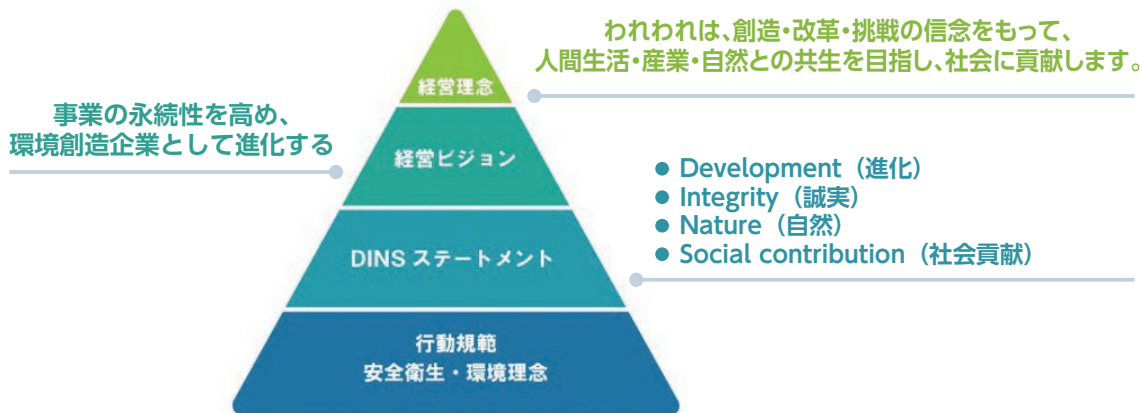 われわれは、創造・改革・挑戦の信念をもって、
人間生活・産業・自然との共生を目指し、社会に貢献します。
経営理念
事業の永続性を高め、
環境創造企業として進化する
経営ビジョン
● Development（進化）
● Integrity（誠実）
● Nature（自然）
● Social contribution（社会貢献）
DINS ステートメント
行動規範
安全衛生・環境理念